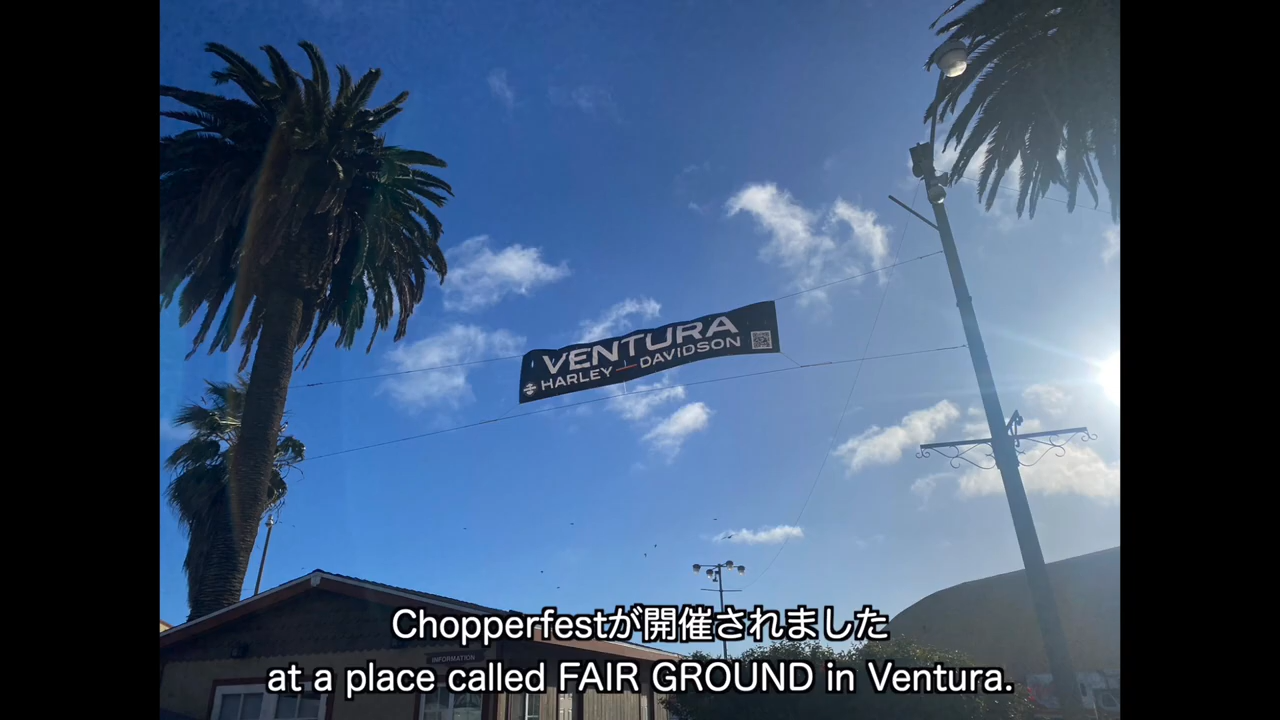 VENTURA
HARLEY-DAVIDSON
INFORMATION
Chopperfestが開催されました
at a place called FAIR GROUND in Ventura.